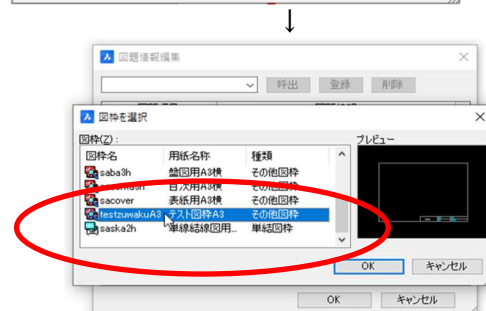 ↓
図題情報編集
呼出 登録 削除
図枠を選択
図枠(Z): プレビュー
図枠名 用紙名称 種類
saba3h 盤図用A3横 その他図枠
目次用A3横 その他図枠
sacover 表紙用A3横 その他図枠
testzuwakuA3 テスト図枠A3 その他図枠
saska2h 単線結線図用... 単結図枠
OK キャンセル
OK キャンセル